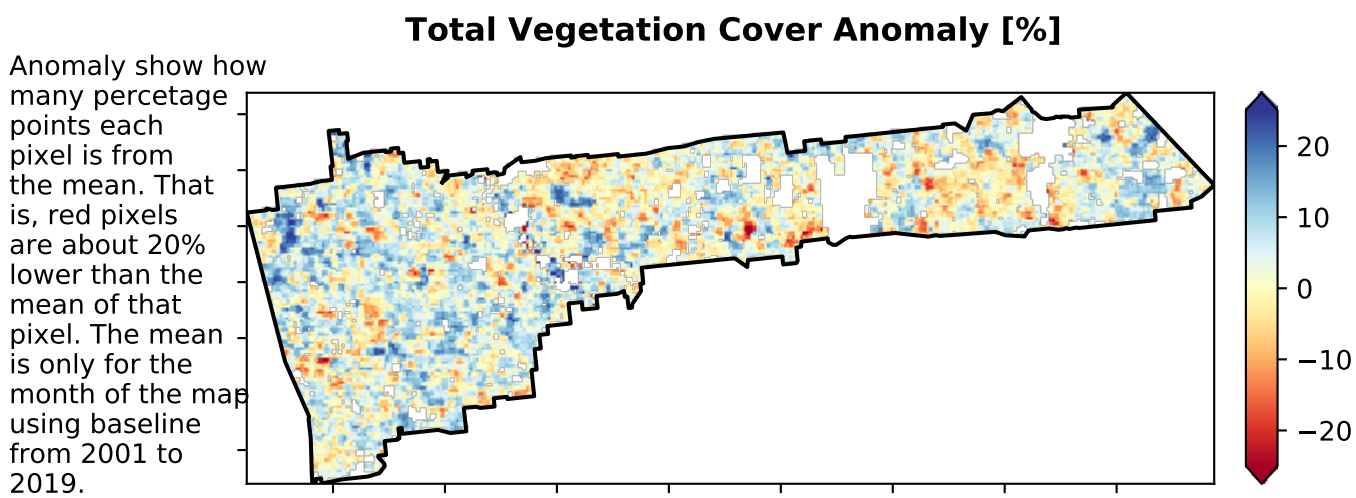 Total Vegetation Cover Anomaly [%]
Anomaly show how
many percetage
points each
pixel is from
the mean. That
is, red pixels
are about 20%
lower than the
mean of that
pixel. The mean
is only for the
month of the map
using baseline
from 2001 to
2019.
20
10
0
−10
−20